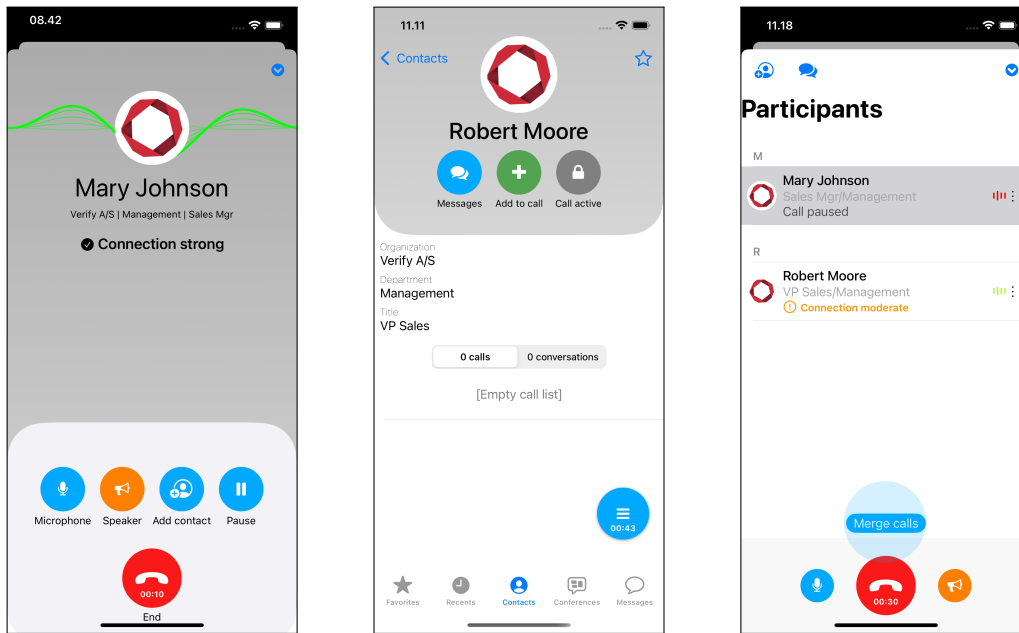 08.42
Mary Johnson
Verify A/S | Management | Sales Mgr
Connection strong
Microphone
Speaker
Add contact
Pause
00:10
End
11.11
Contacts
Robert Moore
Messages
Add to call
Call active
Organization
Verify A/S
Department
Management
Title
VP Sales
0 calls
0 conversations
[Empty call list]
00:43
Favorites
Recents
Contacts
Conferences
Messages
11.18
Participants
M
Mary Johnson
Sales Mgr/Management
Call paused
R
Robert Moore
VP Sales/Management
Connection moderate
Merge calls
00:30